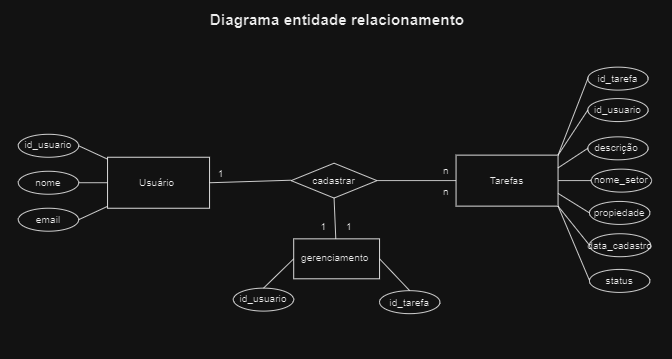 Diagrama entidade relacionamento
id_tarefa
id_usuario
id_usuario
descrição
nome
Usuário
1
cadastrar
n
n
Tarefas
nome_setor
email
propiedade
1
1
data_cadastro
gerenciamento
status
id_usuario
id_tarefa